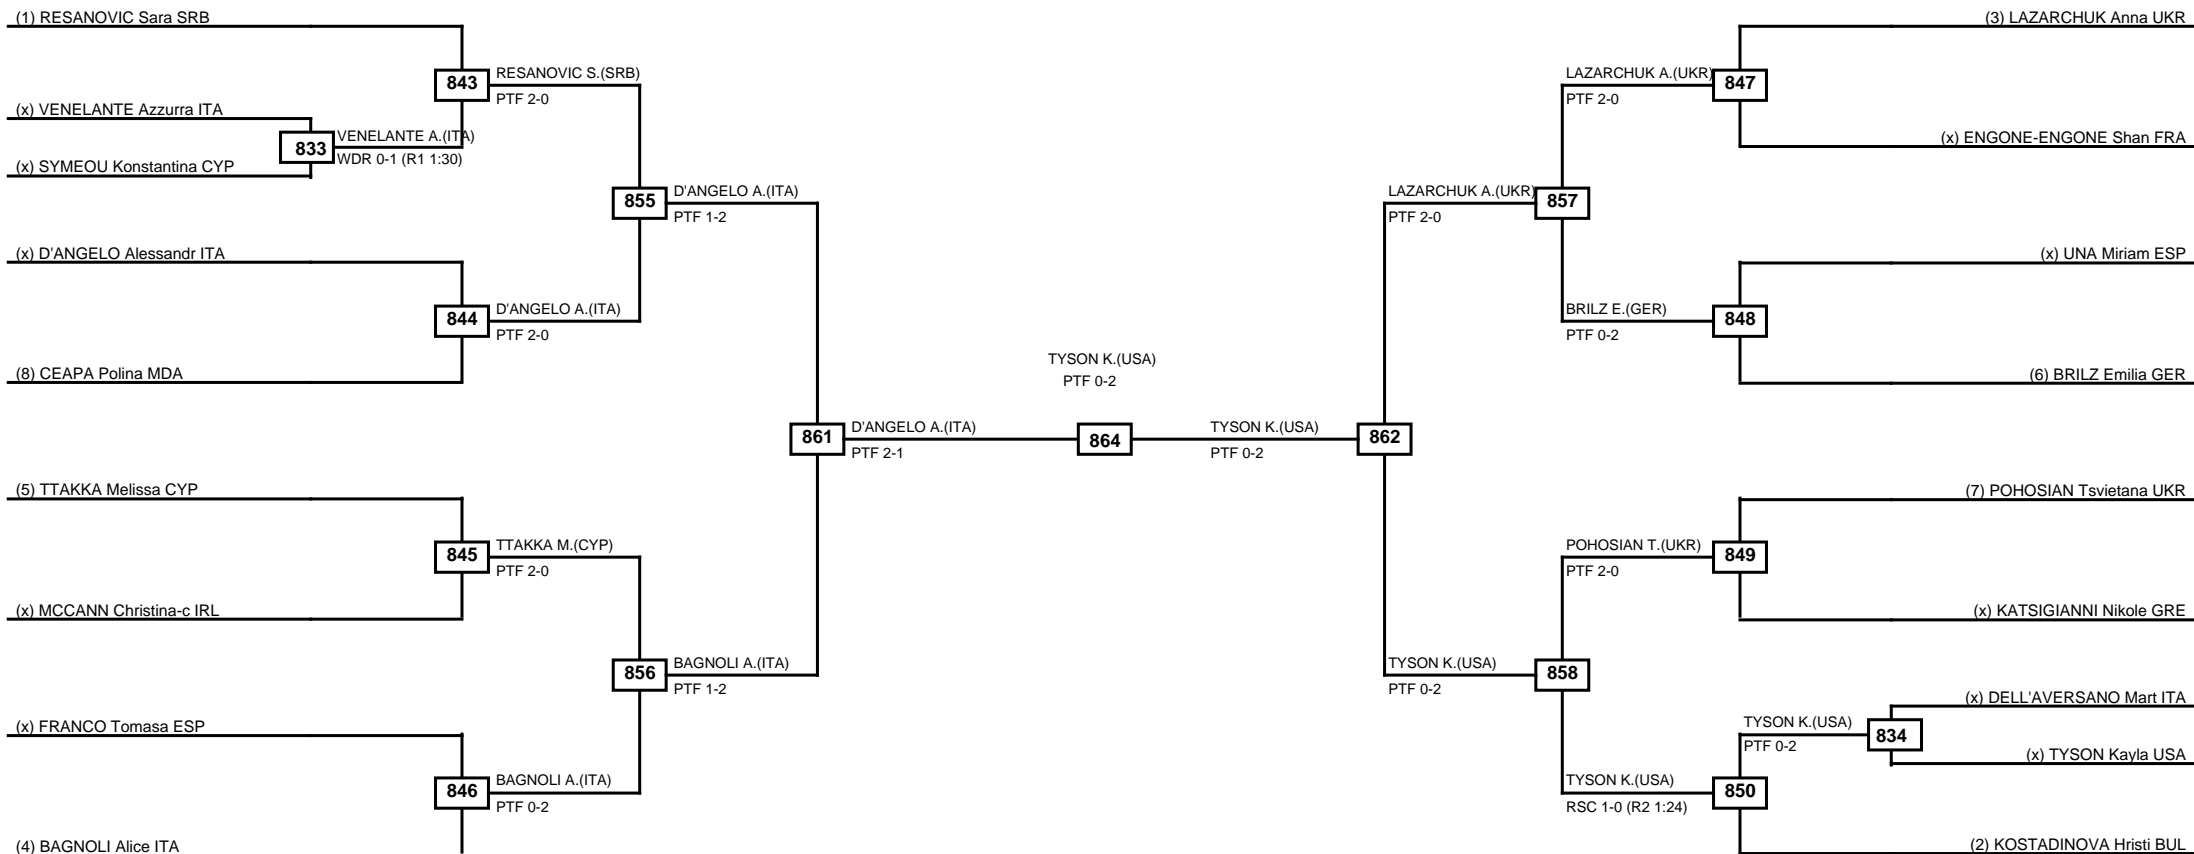 (1) RESANOVIC Sara SRB
(3) LAZARCHUK Anna UKR
843
RESANOVIC S.(SRB)
PTF 2-0
LAZARCHUK A.(UKR)
PTF 2-0
847
(x) VENELANTE Azzurra ITA
833
VENELANTE A.(ITA)
WDR 0-1 (R1 1:30)
(x) SYMEOU Konstantina CYP
(x) ENGONE-ENGONE Shan FRA
855
D'ANGELO A.(ITA)
PTF 1-2
LAZARCHUK A.(UKR)
PTF 2-0
857
(x) D'ANGELO Alessandr ITA
(x) UNA Miriam ESP
844
D'ANGELO A.(ITA)
PTF 2-0
BRILZ E.(GER)
PTF 0-2
848
(8) CEAPA Polina MDA
(6) BRILZ Emilia GER
TYSON K.(USA)
PTF 0-2
861
D'ANGELO A.(ITA)
PTF 2-1
864
TYSON K.(USA)
PTF 0-2
862
(5) TTAKKA Melissa CYP
(7) POHOSIAN Tsvietana UKR
845
TTAKKA M.(CYP)
PTF 2-0
POHOSIAN T.(UKR)
PTF 2-0
849
(x) MCCANN Christina-c IRL
(x) KATSIGIANNI Nikole GRE
856
BAGNOLI A.(ITA)
PTF 1-2
TYSON K.(USA)
PTF 0-2
858
(x) FRANCO Tomasa ESP
(x) DELL'AVERSANO Mart ITA
TYSON K.(USA)
PTF 0-2
834
(x) TYSON Kayla USA
846
BAGNOLI A.(ITA)
PTF 0-2
TYSON K.(USA)
RSC 1-0 (R2 1:24)
850
(4) BAGNOLI Alice ITA
(2) KOSTADINOVA Hristi BUL